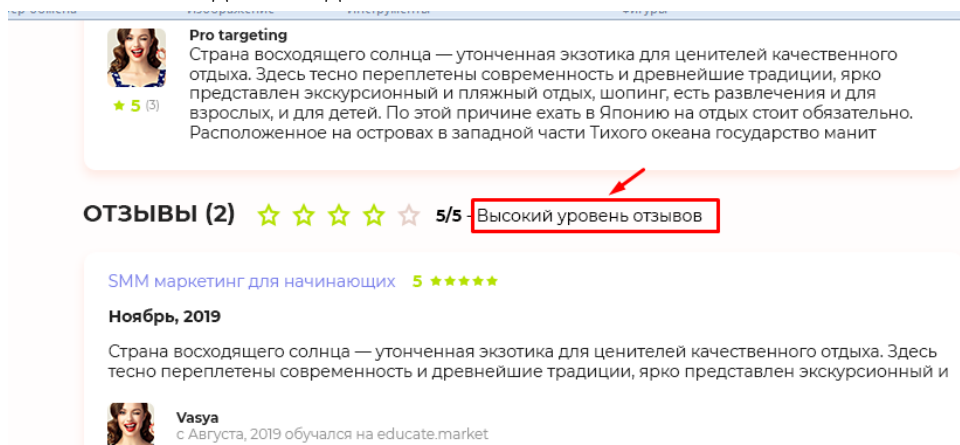 Pro targeting
Страна восходящего солнца — утонченная экзотика для ценителей качественного
отдыха. Здесь тесно переплетены современность и древнейшие традиции, ярко
представлен экскурсионный и пляжный отдых, шопинг, есть развлечения и для
взрослых, и для детей. По этой причине ехать в Японию на отдых стоит обязательно.
Расположенное на островах в западной части Тихого океана государство манит
5 (3)
ОТЗЫВЫ (2) 5/5 - Высокий уровень отзывов
SMM маркетинг для начинающих 5
Ноябрь, 2019
Страна восходящего солнца — утонченная экзотика для ценителей качественного отдыха. Здесь
тесно переплетены современность и древнейшие традиции, ярко представлен экскурсионный и
Vasya
с Августа, 2019 обучался на educate.market